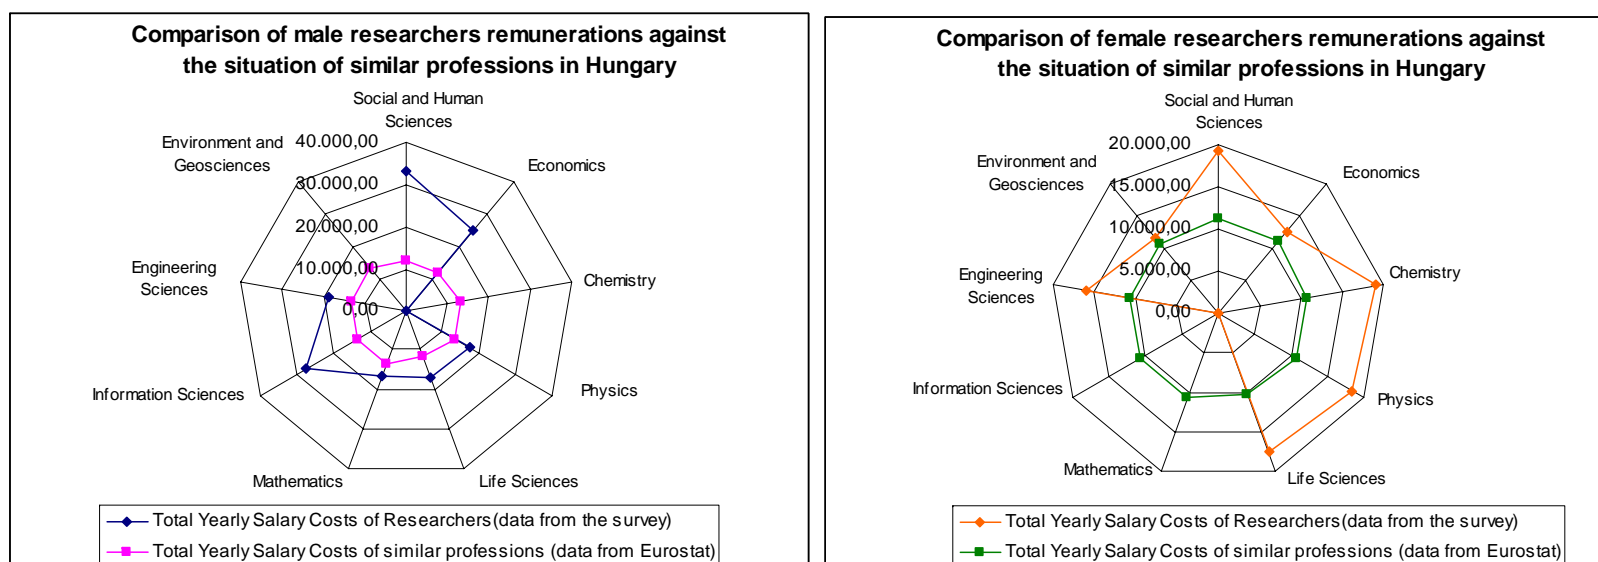 Comparison of male researchers remunerations against
the situation of similar professions in Hungary
Social and Human
Sciences
Economics
Chemistry
Physics
Life Sciences
Mathematics
Information Sciences
Engineering
Sciences
Environment and
Geosciences
40.000,00
30.000,00
20.000,00
10.000,00
0,00
Total Yearly Salary Costs of Researchers(data from the survey)
Total Yearly Salary Costs of similar professions (data from Eurostat)
Comparison of female researchers remunerations against
the situation of similar professions in Hungary
Social and Human
Sciences
Economics
Chemistry
Physics
Life Sciences
Mathematics
Information Sciences
Engineering
Sciences
Environment and
Geosciences
20.000,00
15.000,00
10.000,00
5.000,00
0,00
Total Yearly Salary Costs of Researchers(data from the survey)
Total Yearly Salary Costs of similar professions (data from Eurostat)